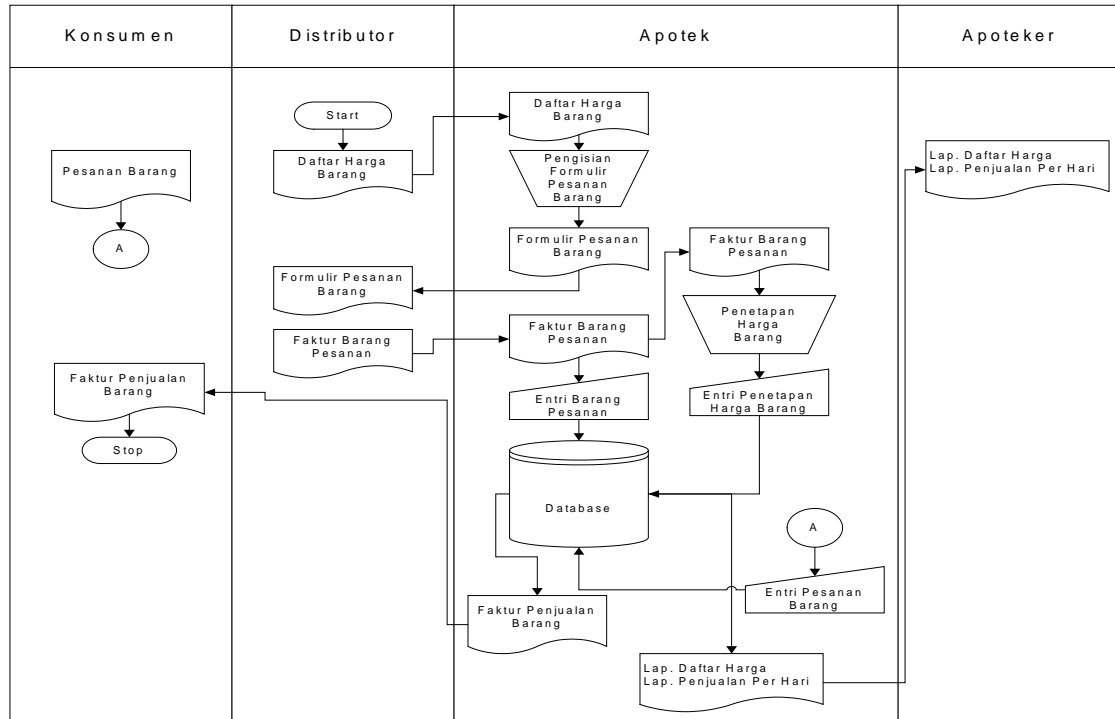 Konsumen
Distributor
Apotek
Apoteker
Pesanan Barang
A
Faktur Penjualan
Barang
Stop
Start
Daftar Harga
Barang
Formulir Pesanan
Barang
Faktur Barang
Pesanan
Daftar Harga
Barang
Pengisian
Formulir
Pesanan
Barang
Formulir Pesanan
Barang
Faktur Barang
Pesanan
Entri Barang
Pesanan
Database
Faktur Penjualan
Barang
Faktur Barang
Pesanan
Penetapan
Harga
Barang
Entri Penetapan
Harga Barang
A
Entri Pesanan
Barang
Lap. Daftar Harga
Lap. Penjualan Per Hari
Lap. Daftar Harga
Lap. Penjualan Per Hari